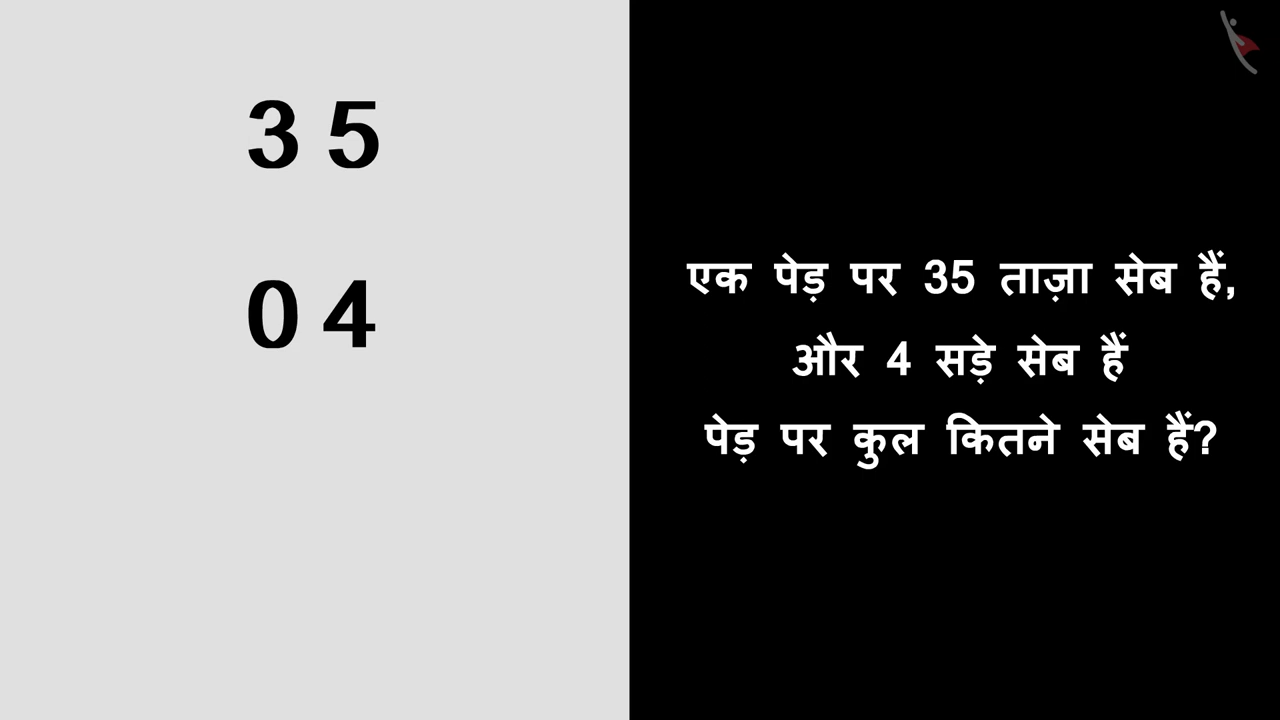 3 5
0 4
एक पेड़ पर 35 ताज़ा सेब हैं,
और 4 सड़े सेब हैं
पेड़ पर कुल कितने सेब हैं?